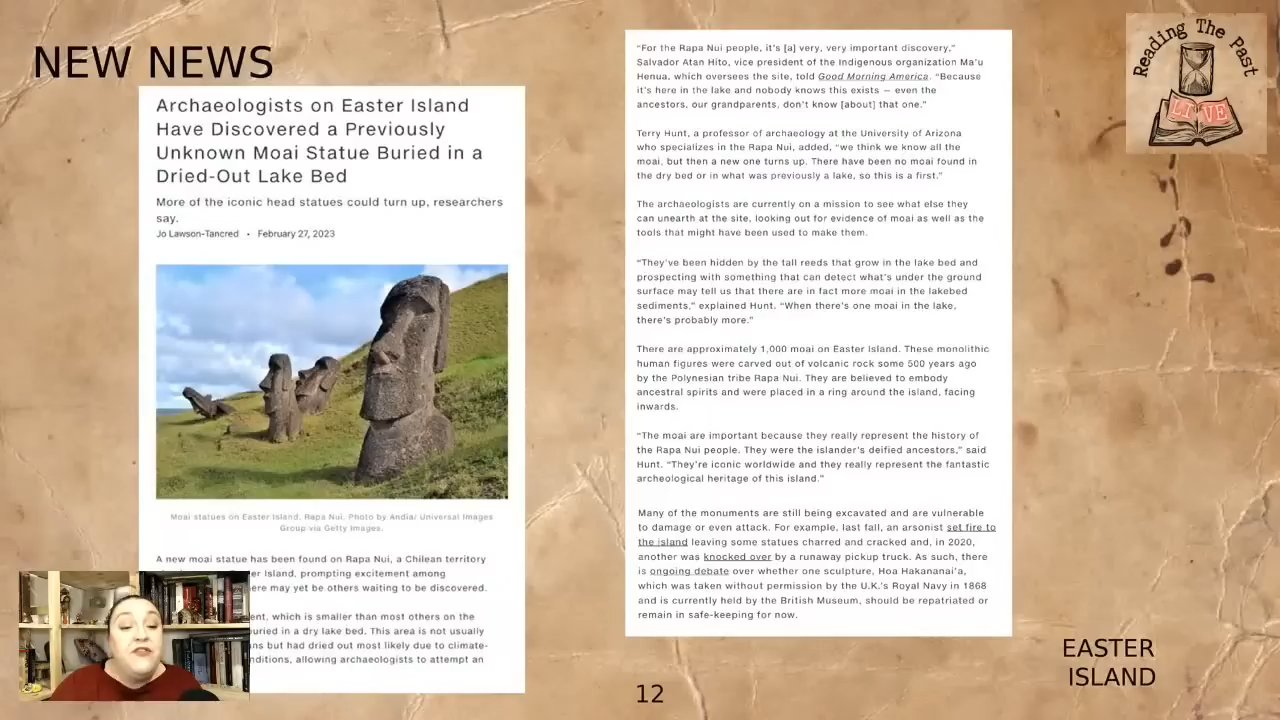 NEW NEWS
Archaeologists on Easter Island
Have Discovered a Previously
Unknown Moai Statue Buried in a
Dried-Out Lake Bed
More of the iconic head statues could turn up, researchers
say.
Jo Lawson-Tancred • February 27, 2023
Moai statues on Easter Island, Rapa Nui. Photo by Andia/ Universal Images
Group via Getty Images.
A new moai statue has been found on Rapa Nui, a Chilean territory
er Island, prompting excitement among
ere may yet be others waiting to be discovered.
ent, which is smaller than most others on the
uried in a dry lake bed. This area is not usually
ns but had dried out most likely due to climate-
nditions, allowing archaeologists to attempt an
“For the Rapa Nui people, it's [a] very, very important discovery,”
Salvador Atan Hito, vice president of the Indigenous organization Ma'u
Henua, which oversees the site, told Good Morning America. “Because
it's here in the lake and nobody knows this exists — even the
ancestors, our grandparents, don't know [about] that one.”
Terry Hunt, a professor of archaeology at the University of Arizona
who specializes in the Rapa Nui, added, “we think we know all the
moai, but then a new one turns up. There have been no moai found in
the dry bed or in what was previously a lake, so this is a first.”
The archaeologists are currently on a mission to see what else they
can unearth at the site, looking out for evidence of moai as well as the
tools that might have been used to make them.
“They've been hidden by the tall reeds that grow in the lake bed and
prospecting with something that can detect what's under the ground
surface may tell us that there are in fact more moai in the lakebed
sediments,” explained Hunt. “When there's one moai in the lake,
there's probably more.”
There are approximately 1,000 moai on Easter Island. These monolithic
human figures were carved out of volcanic rock some 500 years ago
by the Polynesian tribe Rapa Nui. They are believed to embody
ancestral spirits and were placed in a ring around the island, facing
inwards.
“The moai are important because they really represent the history of
the Rapa Nui people. They were the islander's deified ancestors,” said
Hunt. “They're iconic worldwide and they really represent the fantastic
archeological heritage of this island.”
Many of the monuments are still being excavated and are vulnerable
to damage or even attack. For example, last fall, an arsonist set fire to
the island leaving some statues charred and cracked and, in 2020,
another was knocked over by a runaway pickup truck. As such, there
is ongoing debate over whether one sculpture, Hoa Hakananai'a,
which was taken without permission by the U.K.'s Royal Navy in 1868
and is currently held by the British Museum, should be repatriated or
remain in safe-keeping for now.
Reading The Past
LIVE
EASTER
ISLAND
12